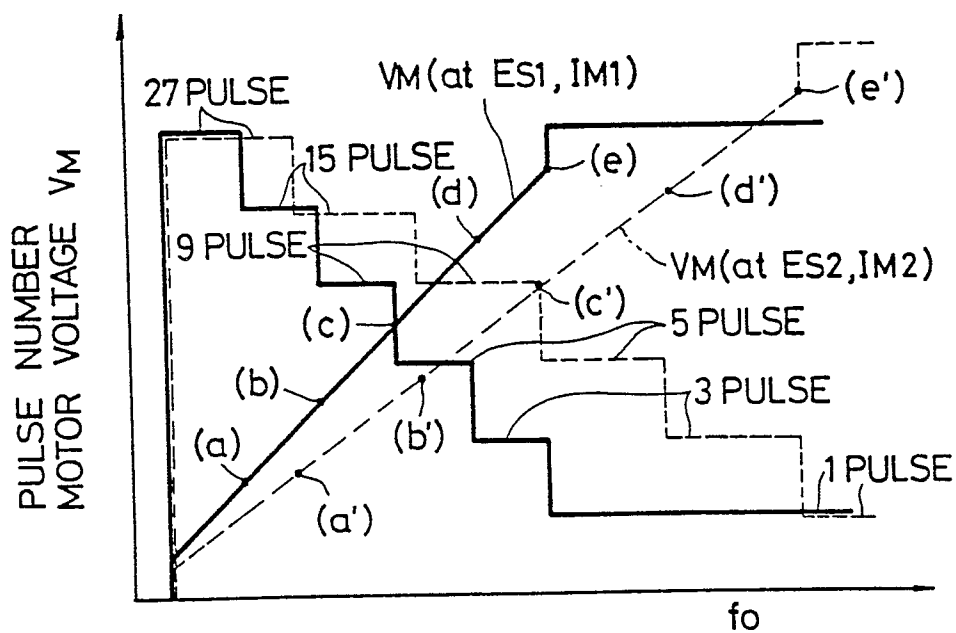 27 PULSE
VM(at ES1, IM1)
(e')
15 PULSE
(d)
(e)
(d')
9 PULSE
VM(at ES2, IM2)
(c)
(c')
5 PULSE
(b)
(b')
3 PULSE
(a)
(a')
1 PULSE
PULSE NUMBER
MOTOR VOLTAGE VM
fo